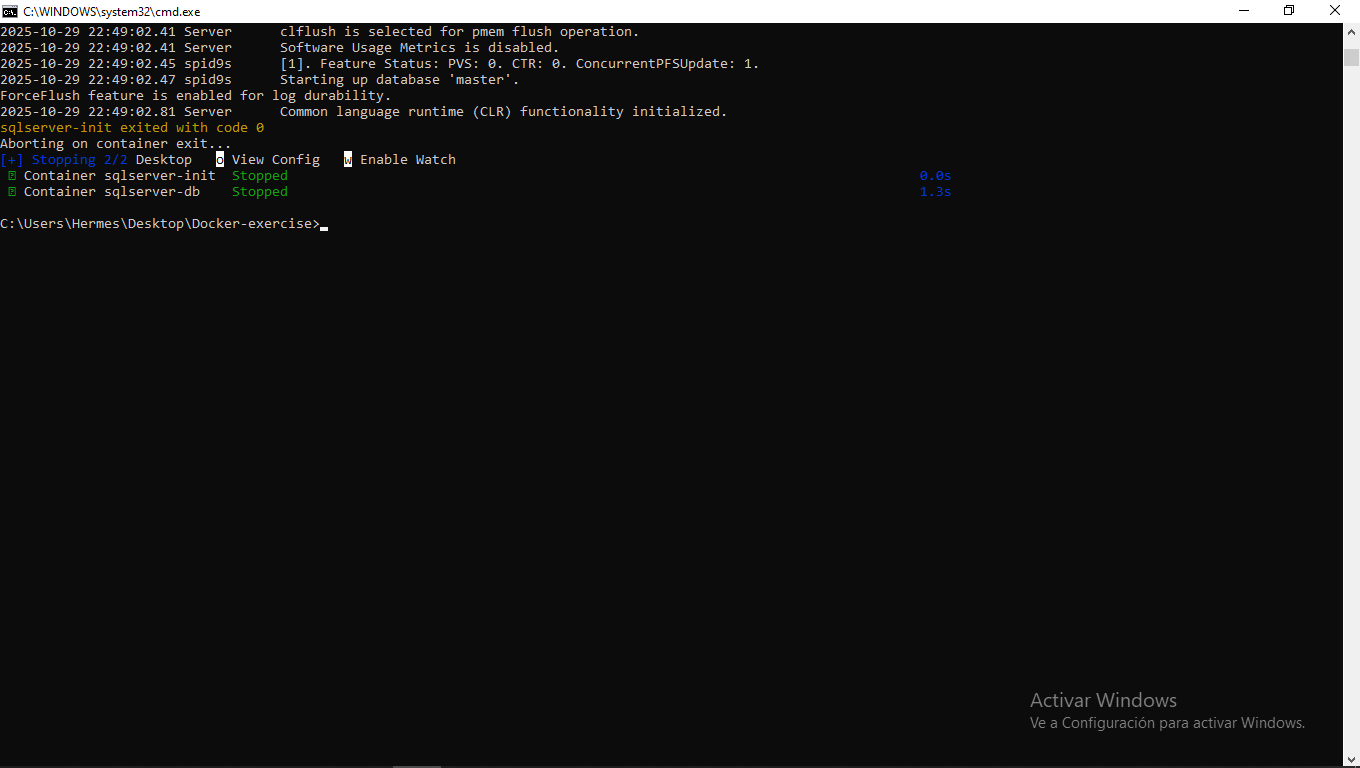 C:\WINDOWS\system32\cmd.exe
2025-10-29 22:49:02.41 Server      clflush is selected for pmem flush operation.
2025-10-29 22:49:02.41 Server      Software Usage Metrics is disabled.
2025-10-29 22:49:02.45 spid9s      [1]. Feature Status: PVS: 0. CTR: 0. ConcurrentPFSUpdate: 1.
2025-10-29 22:49:02.47 spid9s      Starting up database 'master'.
ForceFlush feature is enabled for log durability.
2025-10-29 22:49:02.81 Server      Common language runtime (CLR) functionality initialized.
sqlserver-init exited with code 0
Aborting on container exit...
[+] Stopping 2/2 Desktop   o View Config   w Enable Watch
Container sqlserver-init  Stopped  0.0s
Container sqlserver-db    Stopped  1.3s
C:\Users\Hermes\Desktop\Docker-exercise>
Activar Windows
Ve a Configuración para activar Windows.